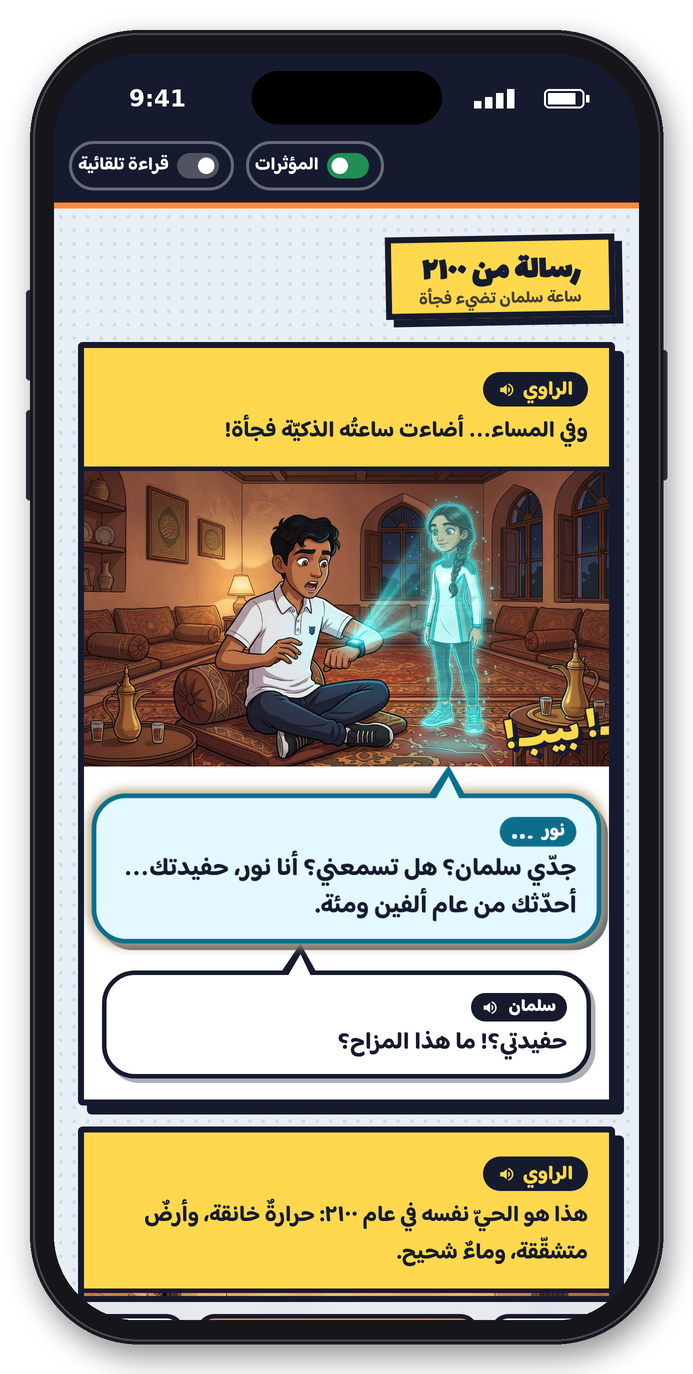 9:41
المؤثرات
قراءة تلقائية
رسالة من ٢١٠٠
ساعة سلمان تضيء فجأة
الراوي
وفي المساء... أضاءت ساعتُه الذكيّة فجأة!
! بيب!
نور ...
جدّي سلمان؟ هل تسمعني؟ أنا نور، حفيدتك...
أحدّثك من عام ألفين ومئة.
سلمان
حفيدتي؟! ما هذا المزاح؟
الراوي
هذا هو الحيّ نفسه في عام ٢١٠٠: حرارةٌ خانقة، وأرضٌ
متشقّقة، وماءٌ شحيح.